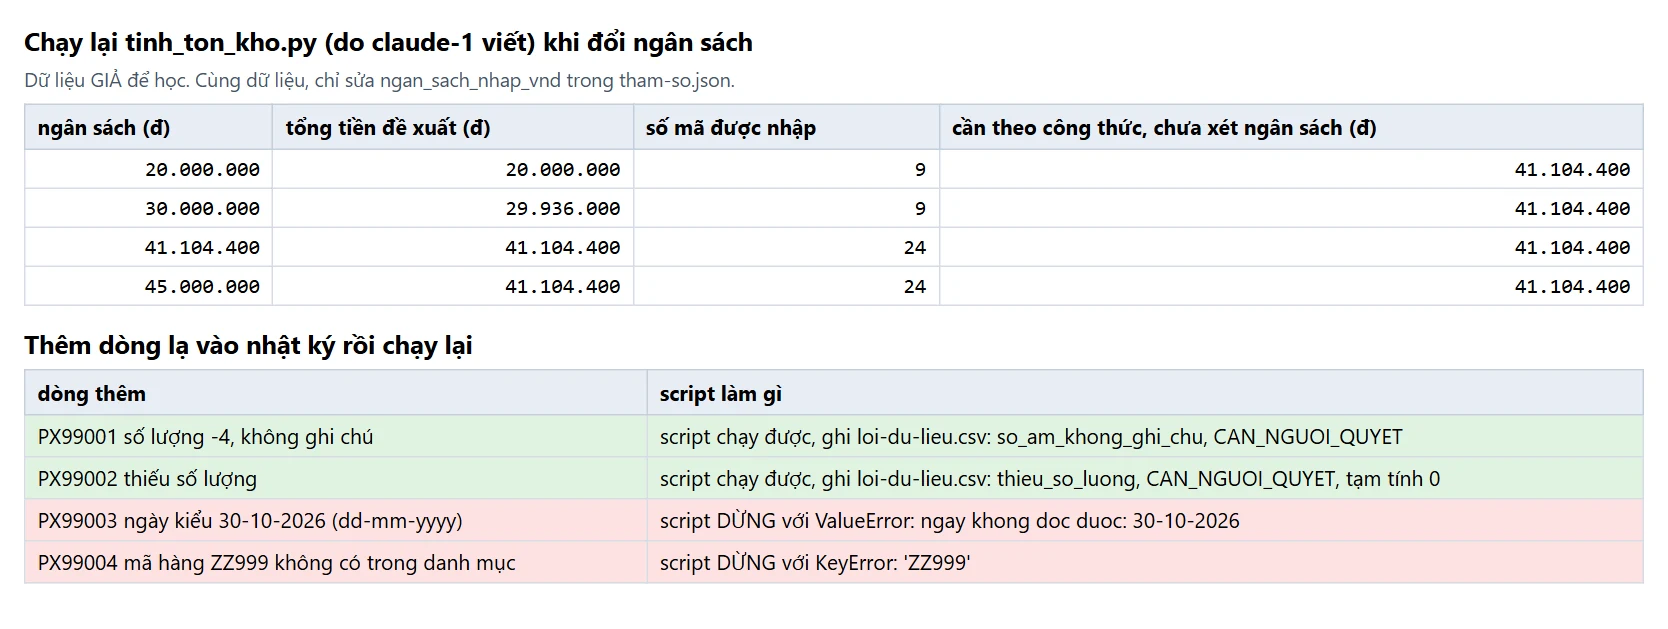 Chạy lại tinh_ton_kho.py (do claude-1 viết) khi đổi ngân sách
Dữ liệu GIẢ để học. Cùng dữ liệu, chỉ sửa ngan_sach_nhap_vnd trong tham-so.json.
ngân sách (đ) tổng tiền đề xuất (đ) số mã được nhập cần theo công thức, chưa xét ngân sách (đ)
20.000.000 20.000.000 9 41.104.400
30.000.000 29.936.000 9 41.104.400
41.104.400 41.104.400 24 41.104.400
45.000.000 41.104.400 24 41.104.400
Thêm dòng lạ vào nhật ký rồi chạy lại
dòng thêm script làm gì
PX99001 số lượng -4, không ghi chú script chạy được, ghi loi-du-lieu.csv: so_am_khong_ghi_chu, CAN_NGUOI_QUYET
PX99002 thiếu số lượng script chạy được, ghi loi-du-lieu.csv: thieu_so_luong, CAN_NGUOI_QUYET, tạm tính 0
PX99003 ngày kiểu 30-10-2026 (dd-mm-yyyy) script DỪNG với ValueError: ngay khong doc duoc: 30-10-2026
PX99004 mã hàng ZZ999 không có trong danh mục script DỪNG với KeyError: 'ZZ999'